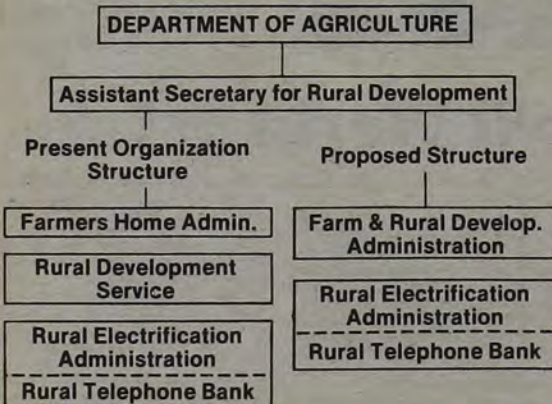 DEPARTMENT OF AGRICULTURE
Assistant Secretary for Rural Development
Present Organization
Structure
Farmers Home Admin.
Rural Development
Service
Rural Electrification
Administration
Rural Telephone Bank
Proposed Structure
Farm & Rural Develop.
Administration
Rural Electrification
Administration
Rural Telephone Bank